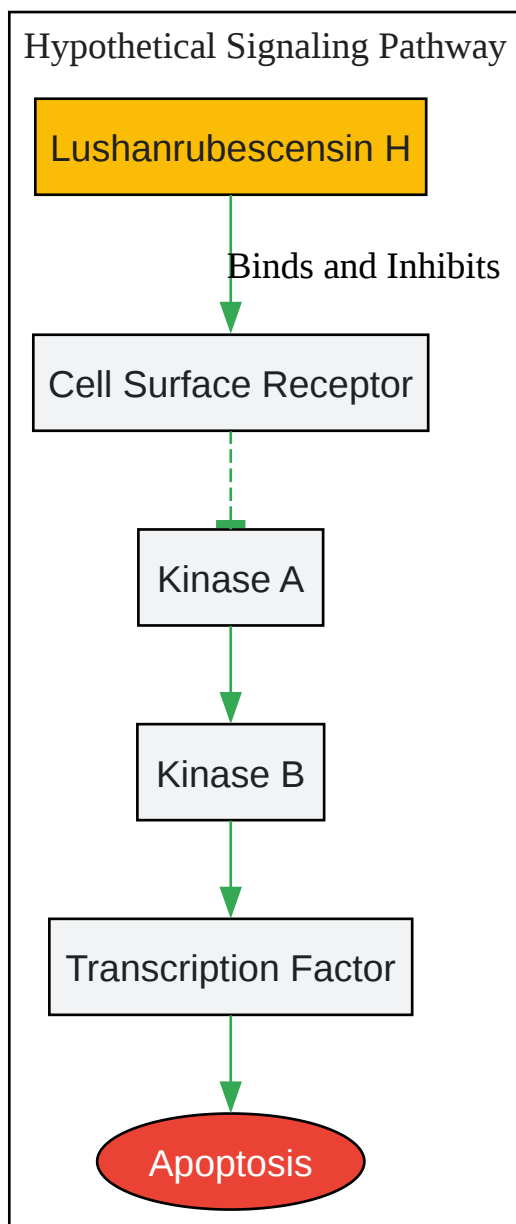 Hypothetical Signaling Pathway
Lushanrubescensin H
Binds and Inhibits
Cell Surface Receptor
Kinase A
Kinase B
Transcription Factor
Apoptosis